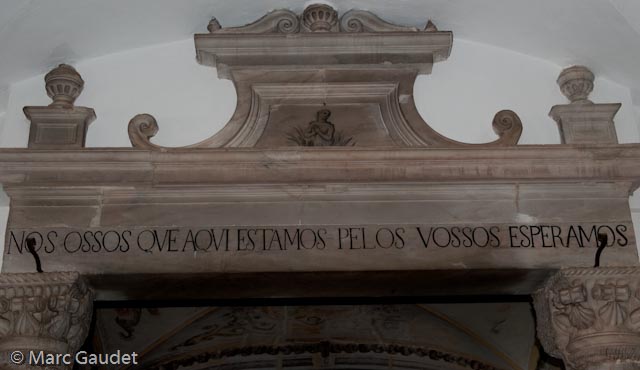 NOS OSSOS QVE AQVI ESTAMOS PELOS VOSSOS ESPERAMOS
© Marc Gaudet